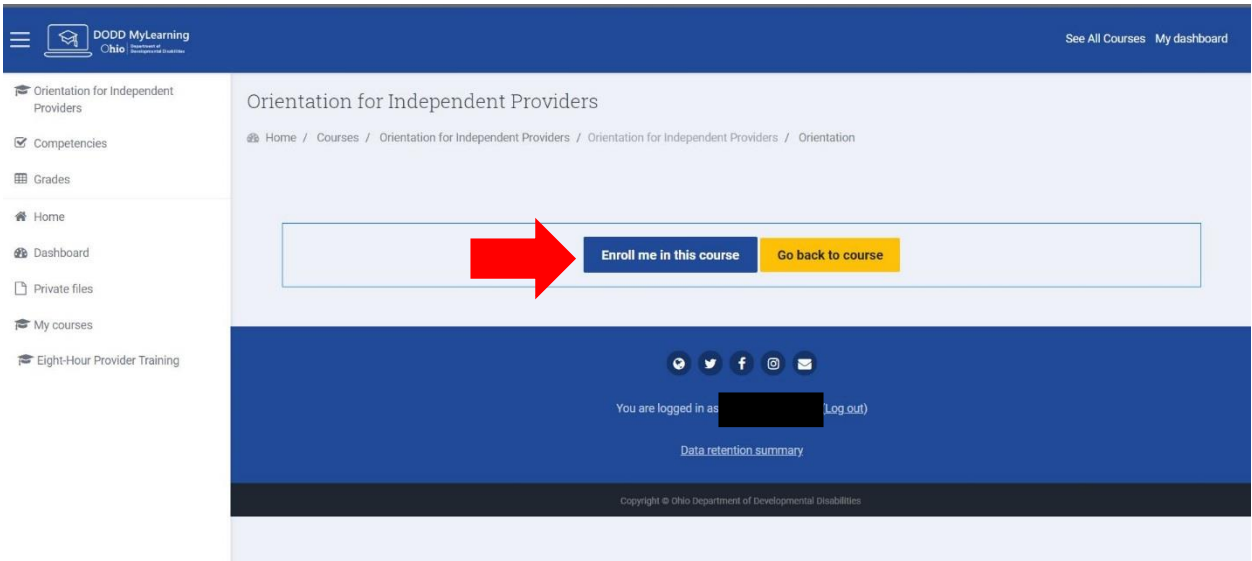 DODD MyLearning
Ohio Department of
Developmental Disabilities
See All Courses My dashboard
Orientation for Independent
Providers
Competencies
Grades
Home
Dashboard
Private files
My courses
Eight-Hour Provider Training
Orientation for Independent Providers
Home / Courses / Orientation for Independent Providers / Orientation for Independent Providers / Orientation
Enroll me in this course Go back to course
You are logged in as (Log out)
Data retention summary
Copyright © Ohio Department of Developmental Disabilities